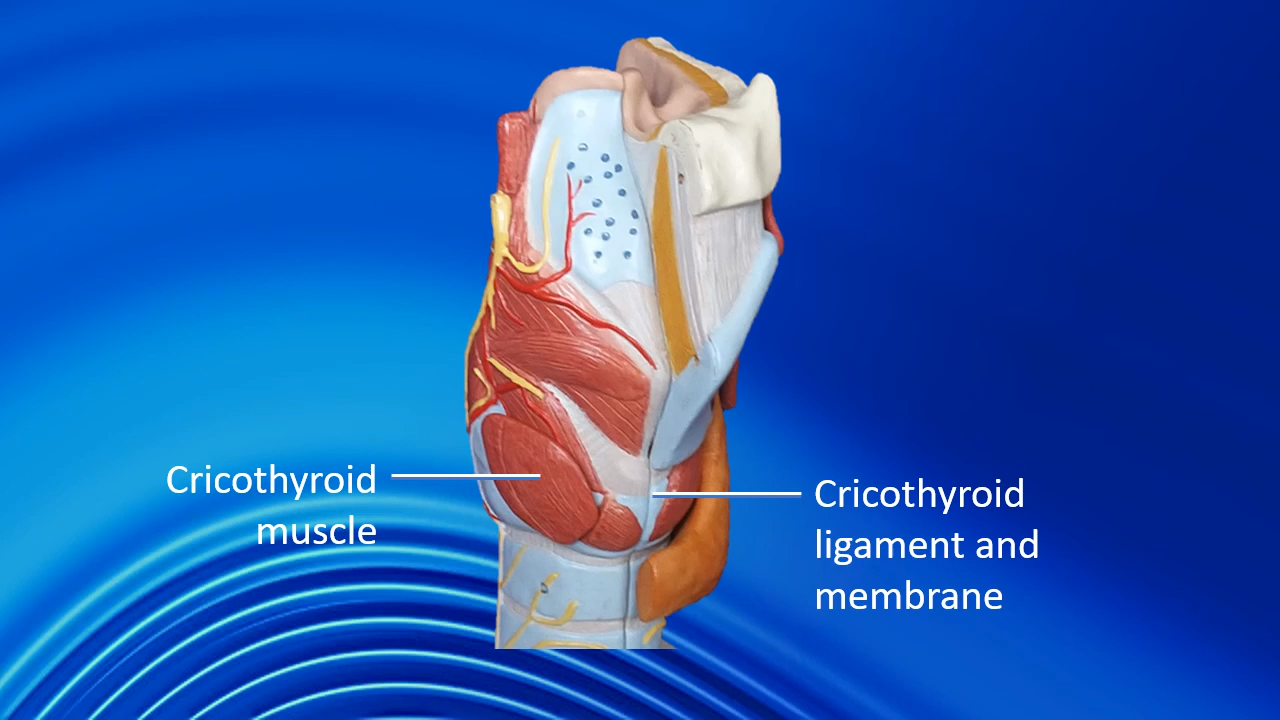 Cricothyroid
muscle
Cricothyroid
ligament and
membrane